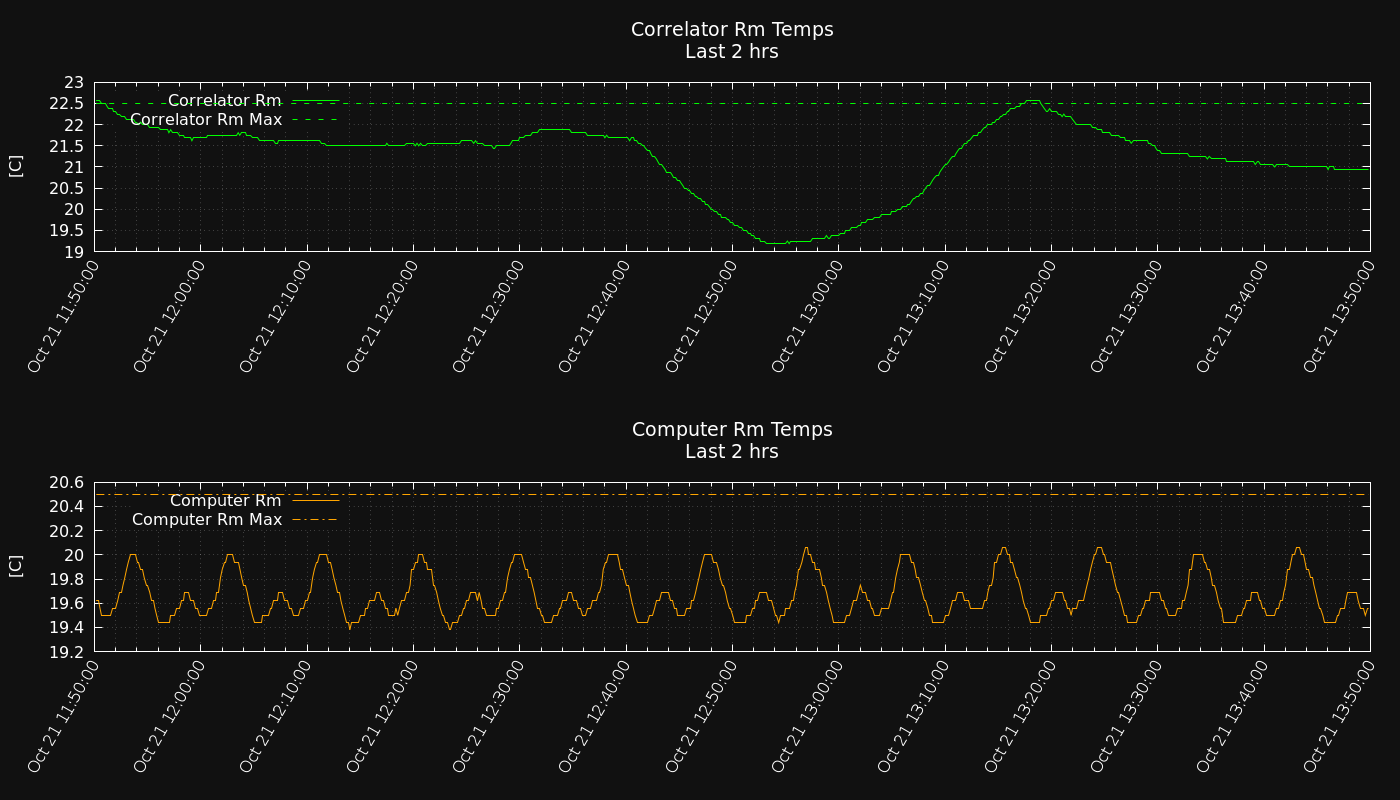 Correlator Rm Temps
Last 2 hrs
Correlator Rm
Correlator Rm Max
[C]
23
22.5
22
21.5
21
20.5
20
19.5
19
Oct 21 11:50:00
Oct 21 12:00:00
Oct 21 12:10:00
Oct 21 12:20:00
Oct 21 12:30:00
Oct 21 12:40:00
Oct 21 12:50:00
Oct 21 13:00:00
Oct 21 13:10:00
Oct 21 13:20:00
Oct 21 13:30:00
Oct 21 13:40:00
Oct 21 13:50:00
Computer Rm Temps
Last 2 hrs
Computer Rm
Computer Rm Max
[C]
20.6
20.4
20.2
20
19.8
19.6
19.4
19.2
Oct 21 11:50:00
Oct 21 12:00:00
Oct 21 12:10:00
Oct 21 12:20:00
Oct 21 12:30:00
Oct 21 12:40:00
Oct 21 12:50:00
Oct 21 13:00:00
Oct 21 13:10:00
Oct 21 13:20:00
Oct 21 13:30:00
Oct 21 13:40:00
Oct 21 13:50:00